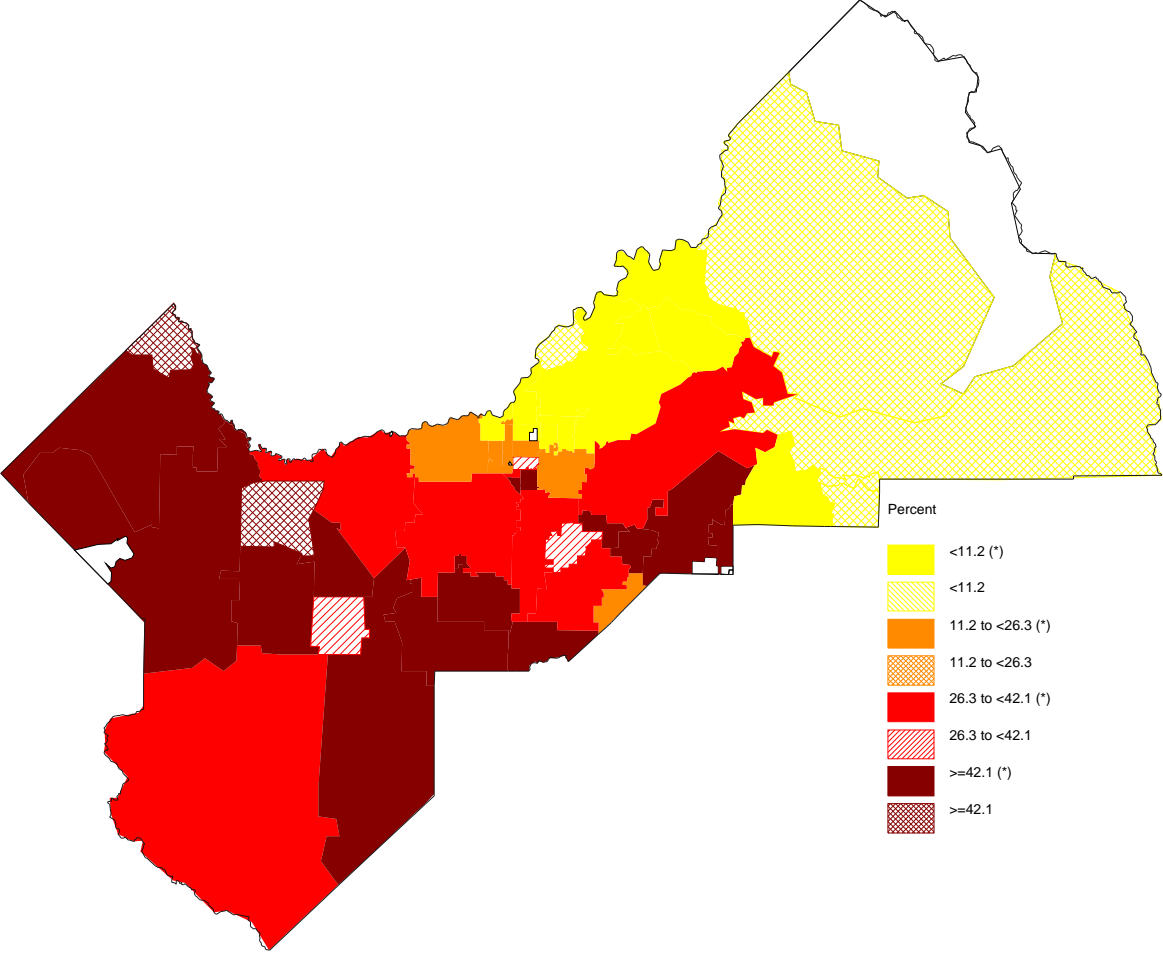 Percent
<11.2 (*)
<11.2
11.2 to <26.3 (*)
11.2 to <26.3
26.3 to <42.1 (*)
26.3 to <42.1
>=42.1 (*)
>=42.1